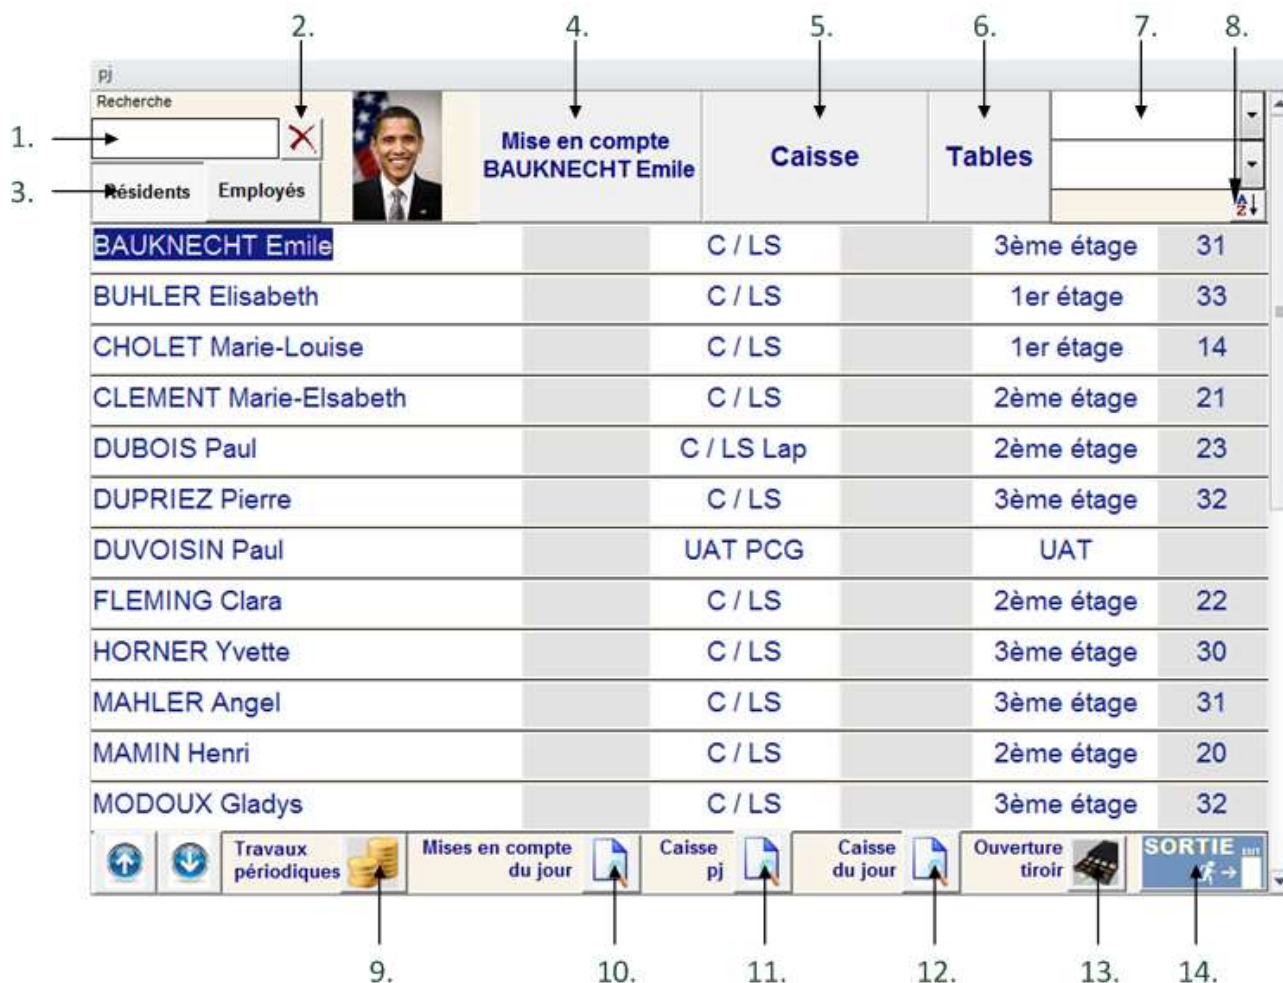 2. 4. 5. 6. 7. 8.
pj
Recherche
1.
3.
Résidents Employés
Mise en compte
BAUKNECHT Emile
Caisse
Tables
BAUKNECHT Emile C / LS 3ème étage 31
BUHLER Elisabeth C / LS 1er étage 33
CHOLET Marie-Louise C / LS 1er étage 14
CLEMENT Marie-Elsabeth C / LS 2ème étage 21
DUBOIS Paul C / LS Lap 2ème étage 23
DUPRIEZ Pierre C / LS 3ème étage 32
DUVOISIN Paul UAT PCG UAT
FLEMING Clara C / LS 2ème étage 22
HORNER Yvette C / LS 3ème étage 30
MAHLER Angel C / LS 3ème étage 31
MAMIN Henri C / LS 2ème étage 20
MODOUX Gladys C / LS 3ème étage 32
Travaux
périodiques
Mises en compte
du jour
Caisse
pj
Caisse
du jour
Ouverture
tiroir
SORTIE EXIT
9. 10. 11. 12. 13. 14.